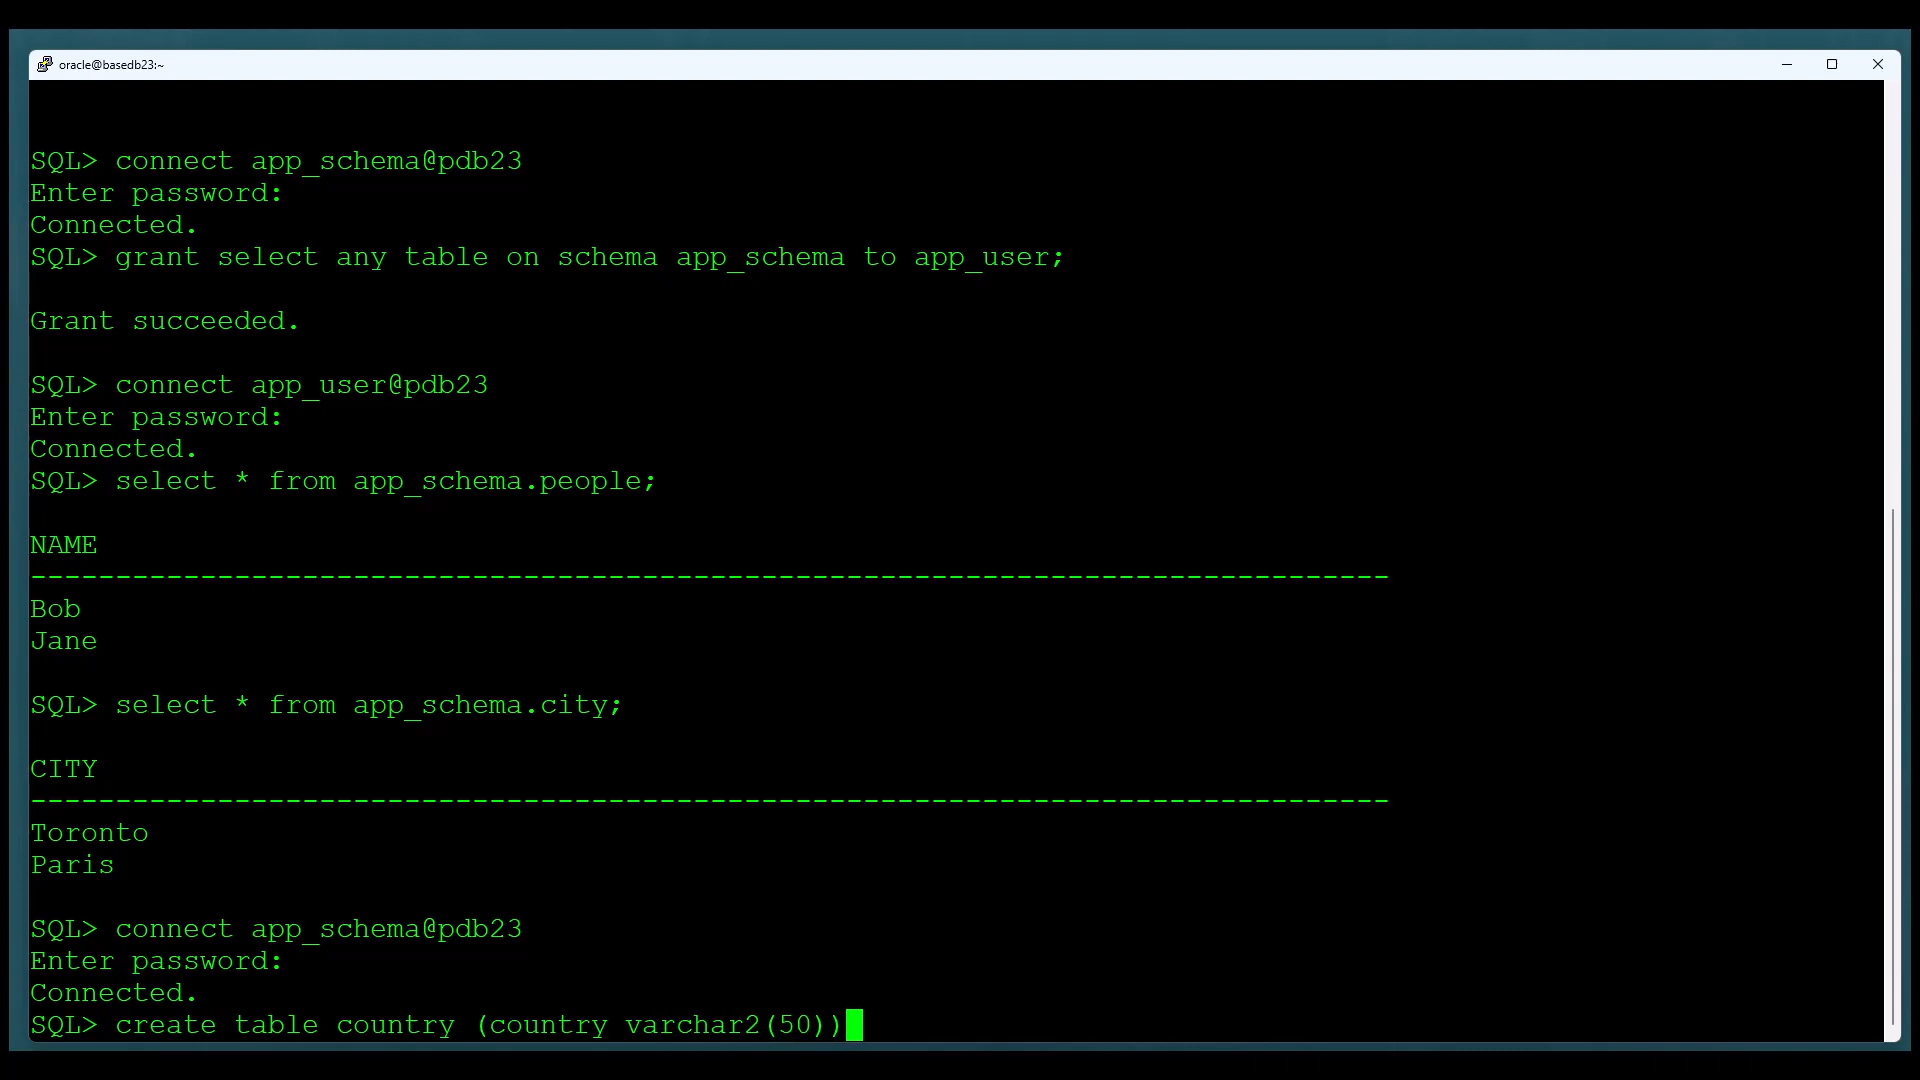 oracle@basedb23:~
SQL> connect app_schema@pdb23
Enter password:
Connected.
SQL> grant select any table on schema app_schema to app_user;
Grant succeeded.
SQL> connect app_user@pdb23
Enter password:
Connected.
SQL> select * from app_schema.people;
NAME
--------------------------------------------------------------------------------
Bob
Jane
SQL> select * from app_schema.city;
CITY
--------------------------------------------------------------------------------
Toronto
Paris
SQL> connect app_schema@pdb23
Enter password:
Connected.
SQL> create table country (country varchar2(50))